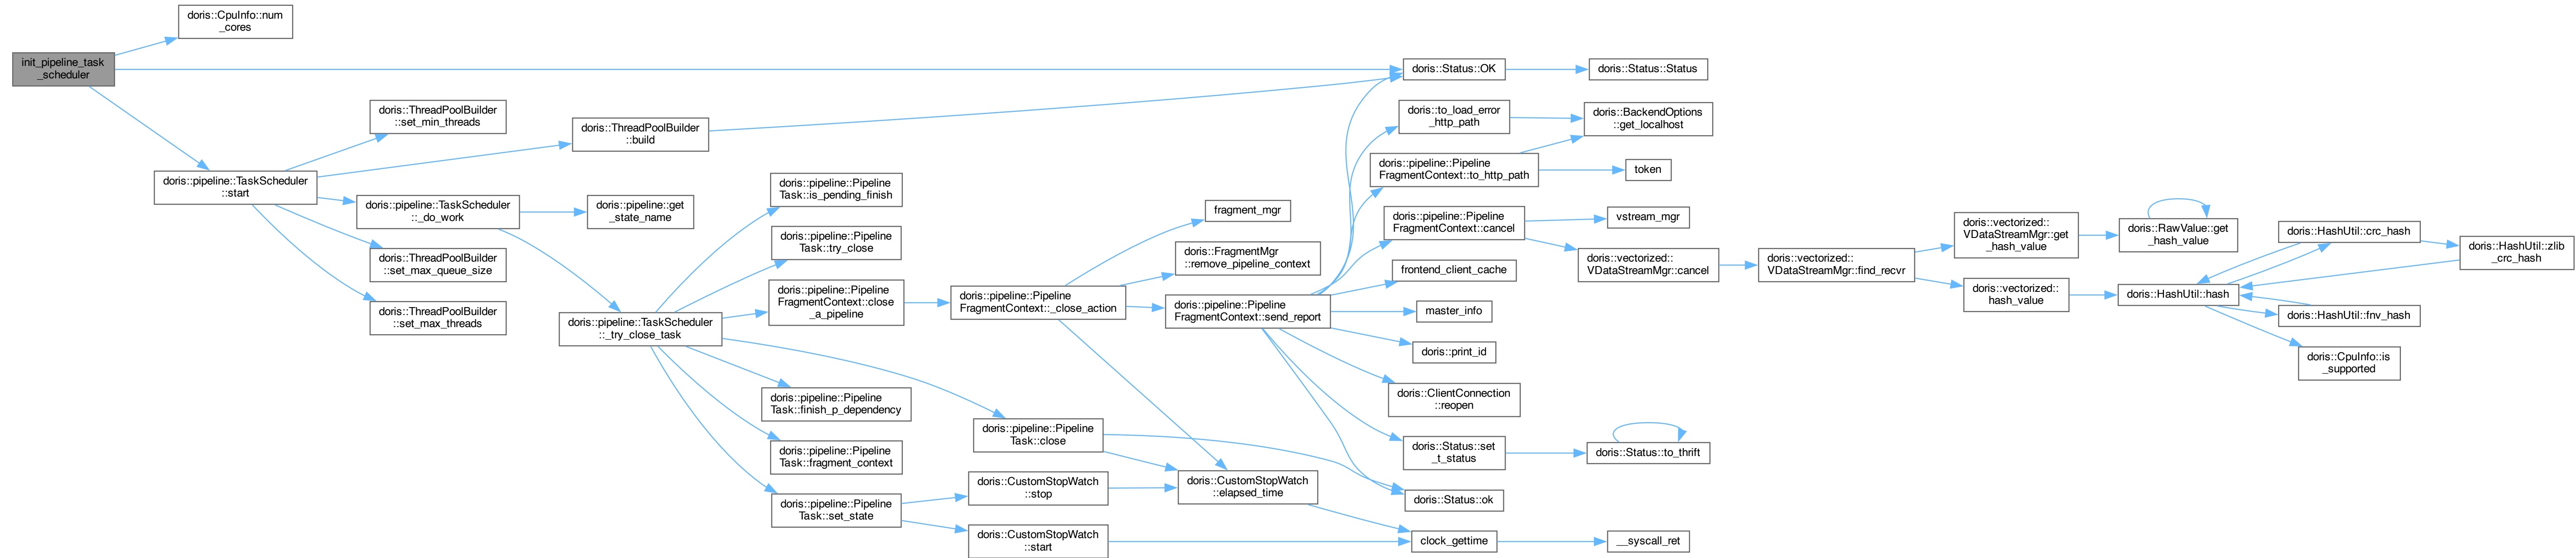 init_pipeline_task
_scheduler
doris::CpuInfo::num
_cores
doris::pipeline::TaskScheduler
::start
doris::ThreadPoolBuilder
::set_min_threads
doris::pipeline::TaskScheduler
::_do_work
doris::ThreadPoolBuilder
::set_max_queue_size
doris::ThreadPoolBuilder
::set_max_threads
doris::ThreadPoolBuilder
::build
doris::pipeline::get
_state_name
doris::pipeline::TaskScheduler
::_try_close_task
doris::pipeline::Pipeline
Task::is_pending_finish
doris::pipeline::Pipeline
Task::try_close
doris::pipeline::Pipeline
FragmentContext::close
_a_pipeline
doris::pipeline::Pipeline
Task::finish_p_dependency
doris::pipeline::Pipeline
Task::fragment_context
doris::pipeline::Pipeline
Task::set_state
doris::pipeline::Pipeline
FragmentContext::_close_action
doris::pipeline::Pipeline
Task::close
doris::CustomStopWatch
::stop
doris::CustomStopWatch
::start
fragment_mgr
doris::FragmentMgr
::remove_pipeline_context
doris::pipeline::Pipeline
FragmentContext::send_report
doris::CustomStopWatch
::elapsed_time
doris::Status::OK
doris::to_load_error
_http_path
doris::pipeline::Pipeline
FragmentContext::to_http_path
doris::pipeline::Pipeline
FragmentContext::cancel
frontend_client_cache
master_info
doris::print_id
doris::ClientConnection
::reopen
doris::Status::set
_t_status
doris::Status::ok
clock_gettime
doris::Status::Status
doris::BackendOptions
::get_localhost
token
vstream_mgr
doris::vectorized::
VDataStreamMgr::cancel
doris::Status::to_thrift
__syscall_ret
doris::vectorized::
VDataStreamMgr::find_recvr
doris::vectorized::
VDataStreamMgr::get
_hash_value
doris::vectorized::
hash_value
doris::RawValue::get
_hash_value
doris::HashUtil::hash
doris::HashUtil::crc_hash
doris::HashUtil::fnv_hash
doris::CpuInfo::is
_supported
doris::HashUtil::zlib
_crc_hash